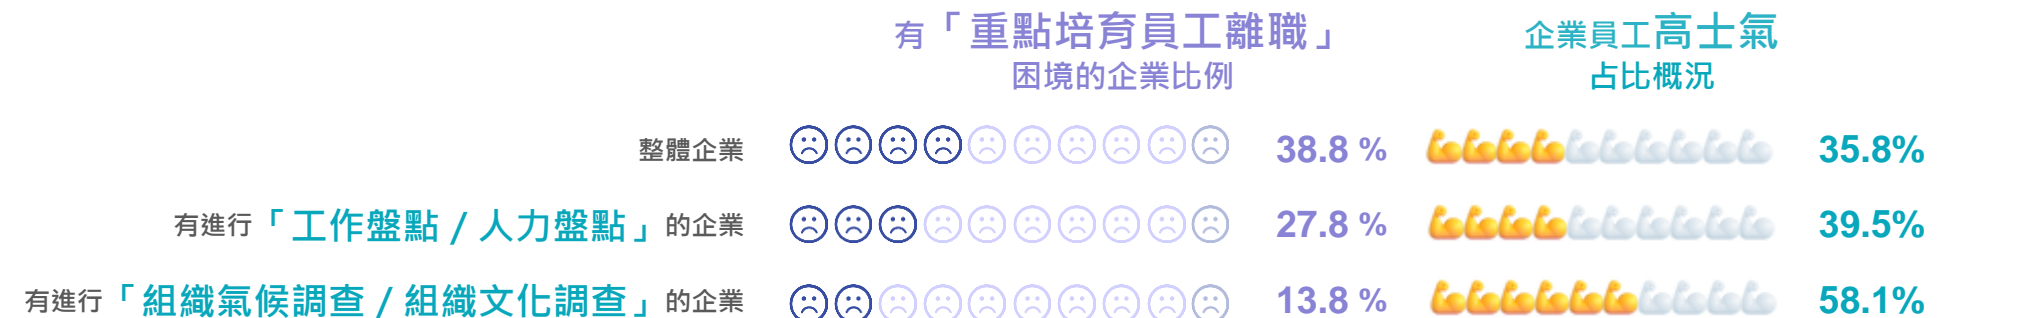 有「重點培育員工離職」 企業員工高士氣
困境的企業比例 占比概況
整體企業 38.8 % 35.8%
有進行「工作盤點 / 人力盤點」的企業 27.8 % 39.5%
有進行「組織氣候調查 / 組織文化調查」的企業 13.8 % 58.1%